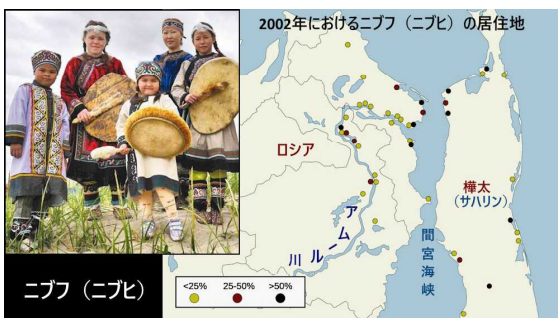 2002年におけるニブフ（ニブヒ）の居住地
ロシア
アムール川
樺太
（サハリン）
間宮海峡
<25% 25-50% >50%
ニブフ（ニブヒ）